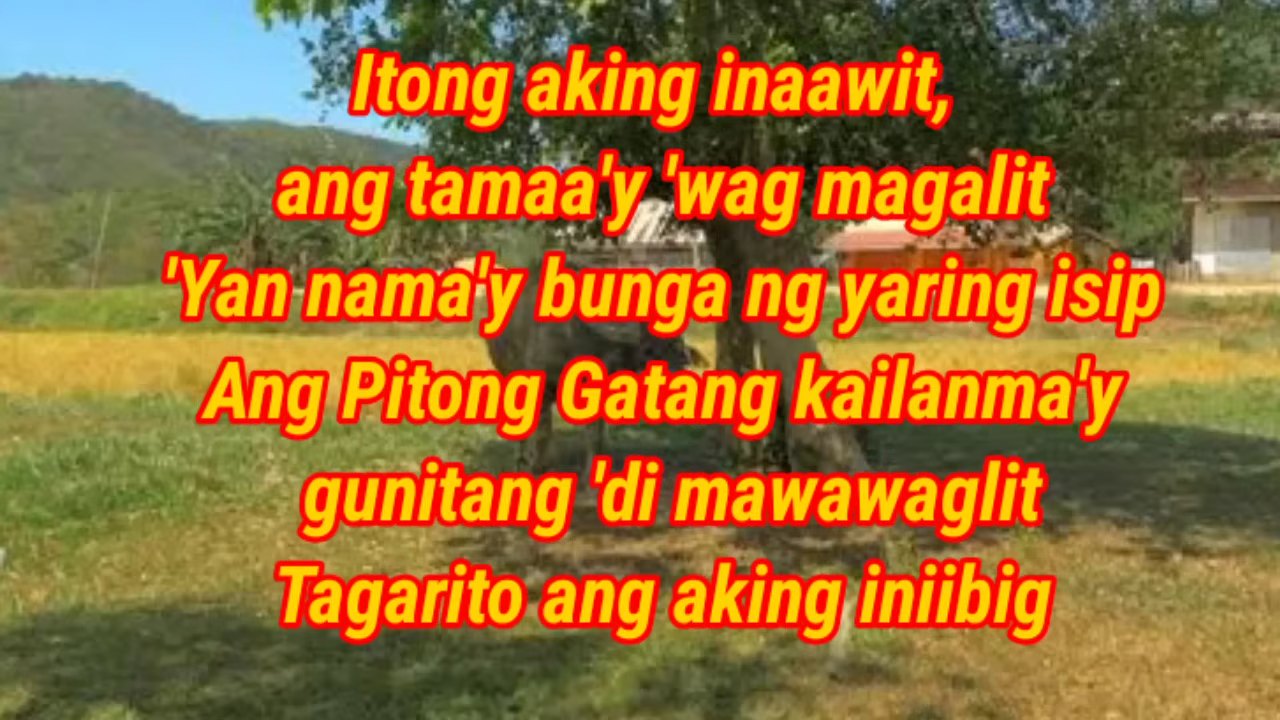 Itong aking inaawit,
ang tamaa'y 'wag magalit
'Yan nama'y bunga ng yaring isip
Ang Pitong Gatang kailanma'y
gunitang 'di mawawaglit
Tagarito ang aking iniibig